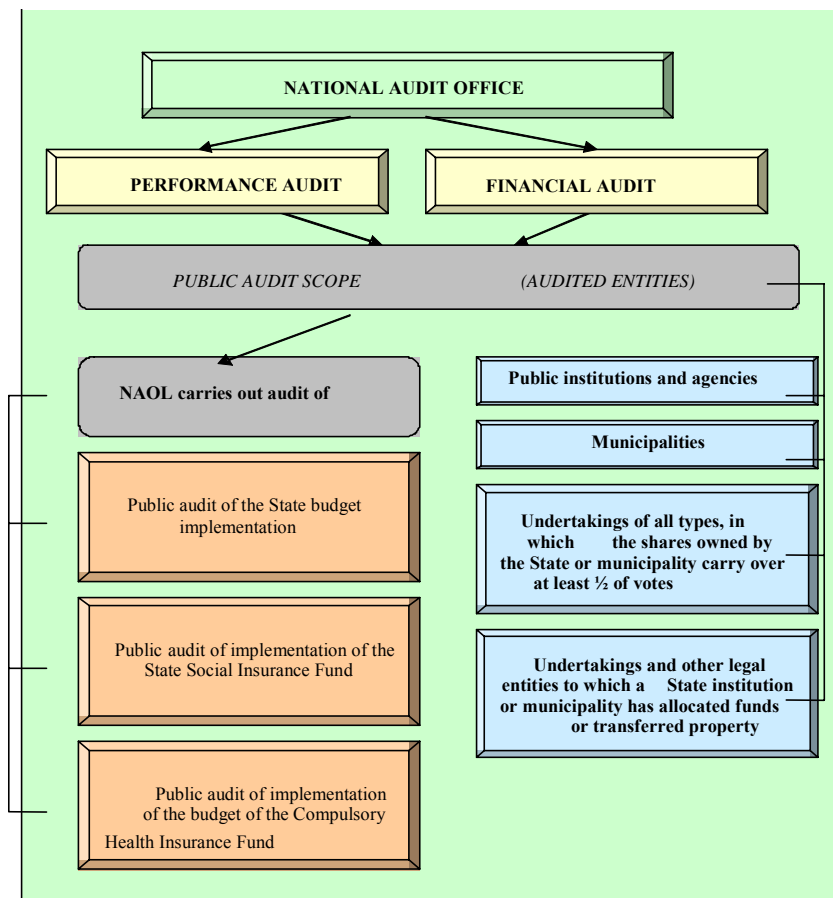 NATIONAL AUDIT OFFICE
PERFORMANCE AUDIT
FINANCIAL AUDIT
PUBLIC AUDIT SCOPE (AUDITED ENTITIES)
NAOL carries out audit of
Public audit of the State budget
implementation
Public audit of implementation of the
State Social Insurance Fund
Public audit of implementation
of the budget of the Compulsory
Health Insurance Fund
Public institutions and agencies
Municipalities
Undertakings of all types, in
which the shares owned by
the State or municipality carry over
at least ½ of votes
Undertakings and other legal
entities to which a State institution
or municipality has allocated funds
or transferred property